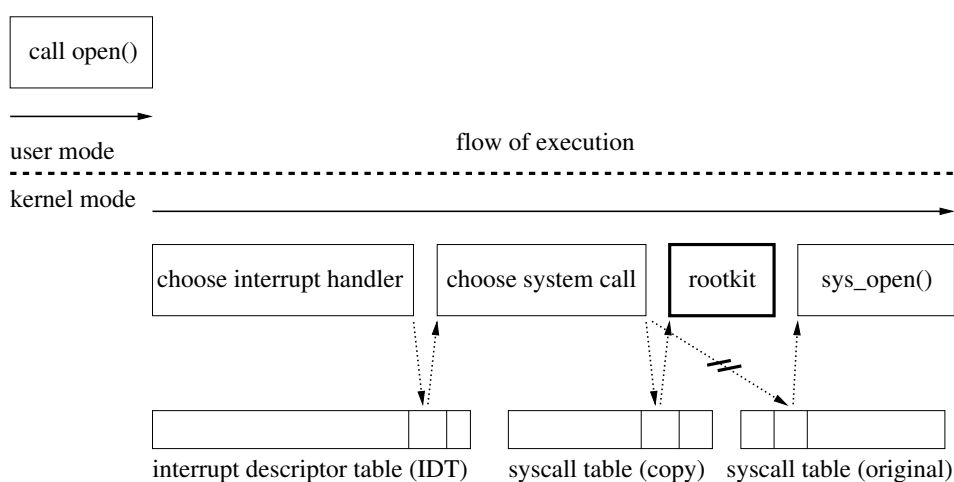 call open()
user mode
flow of execution
kernel mode
choose interrupt handler
choose system call
rootkit
sys_open()
interrupt descriptor table (IDT)
syscall table (copy)
syscall table (original)